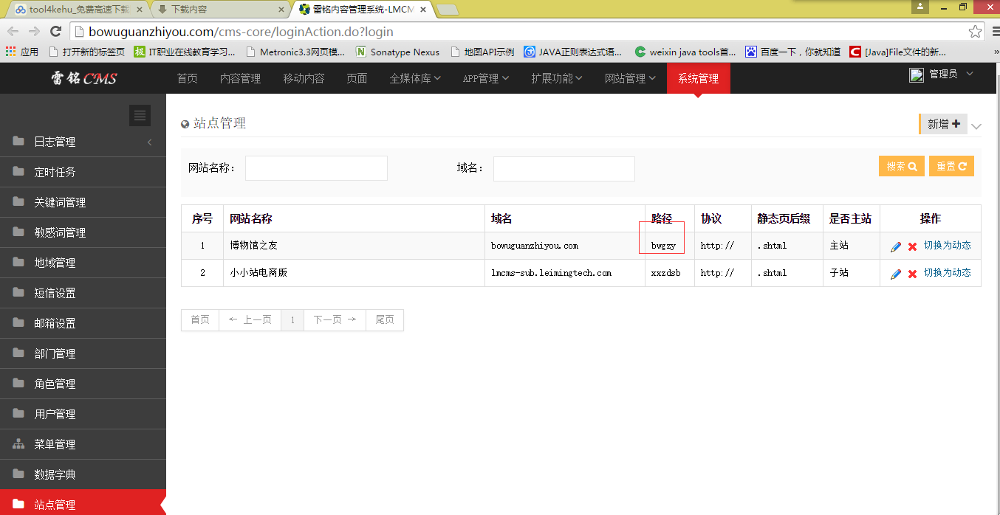 tool4kehu_免费高速下载 下载内容 雷铭内容管理系统-LMCM
bowuguanzhiyou.com/cms-core/loginAction.do?login
应用 打开新的标签页 极 IT职业在线教育学习... Metronic3.3网页模... N Sonatype Nexus 地图API示例 JAVA正则表达式语... weixin java tools首... 百度一下，你就知道 C [Java]File文件的新... »
雷铭CMS 首页 内容管理 移动内容 页面 全媒体库 APP管理 扩展功能 网站管理 系统管理 管理员
站点管理 新增
网站名称： 域名： 搜索 重置
序号 网站名称 域名 路径 协议 静态页后缀 是否主站 操作
1 博物馆之友 bowuguanzhiyou.com bwgzy http:// .shtml 主站 切换为动态
2 小小站电商版 lmcms-sub.leimingtech.com xxzdsb http:// .shtml 子站 切换为动态
首页 ← 上一页 1 下一页 → 尾页
日志管理
定时任务
关键词管理
敏感词管理
地域管理
短信设置
邮箱设置
部门管理
角色管理
用户管理
菜单管理
数据字典
站点管理